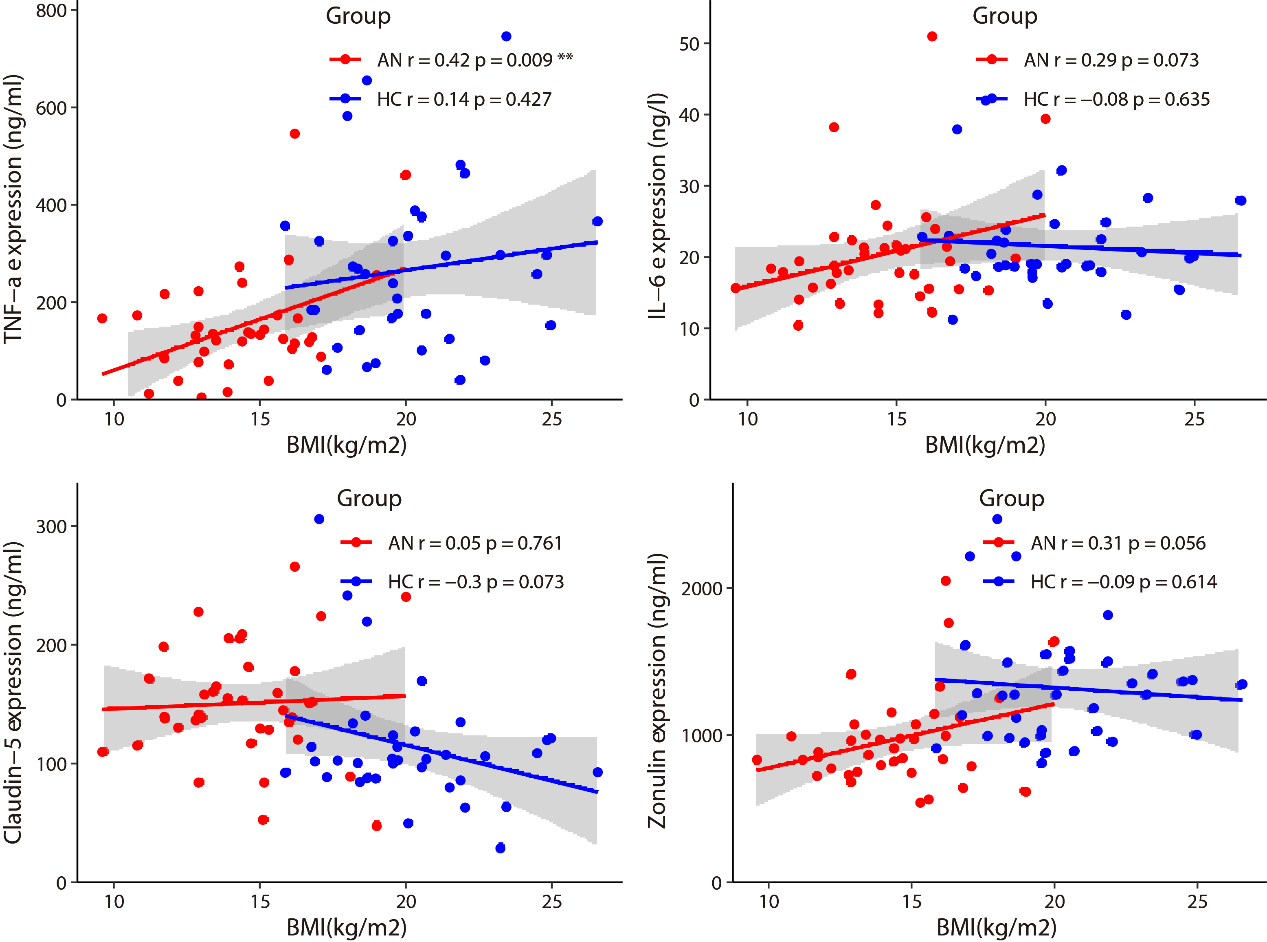 Group
AN r = 0.42 p = 0.009 **
HC r = 0.14 p = 0.427
TNF−a expression (ng/ml)
800
600
400
200
0
10 15 20 25
BMI(kg/m2)
Group
AN r = 0.29 p = 0.073
HC r = −0.08 p = 0.635
IL−6 expression (ng/l)
50
40
30
20
10
0
10 15 20 25
BMI(kg/m2)
Group
AN r = 0.05 p = 0.761
HC r = −0.3 p = 0.073
Claudin−5 expression (ng/ml)
300
200
100
0
10 15 20 25
BMI(kg/m2)
Group
AN r = 0.31 p = 0.056
HC r = −0.09 p = 0.614
Zonulin expression (ng/ml)
2000
1000
0
10 15 20 25
BMI(kg/m2)